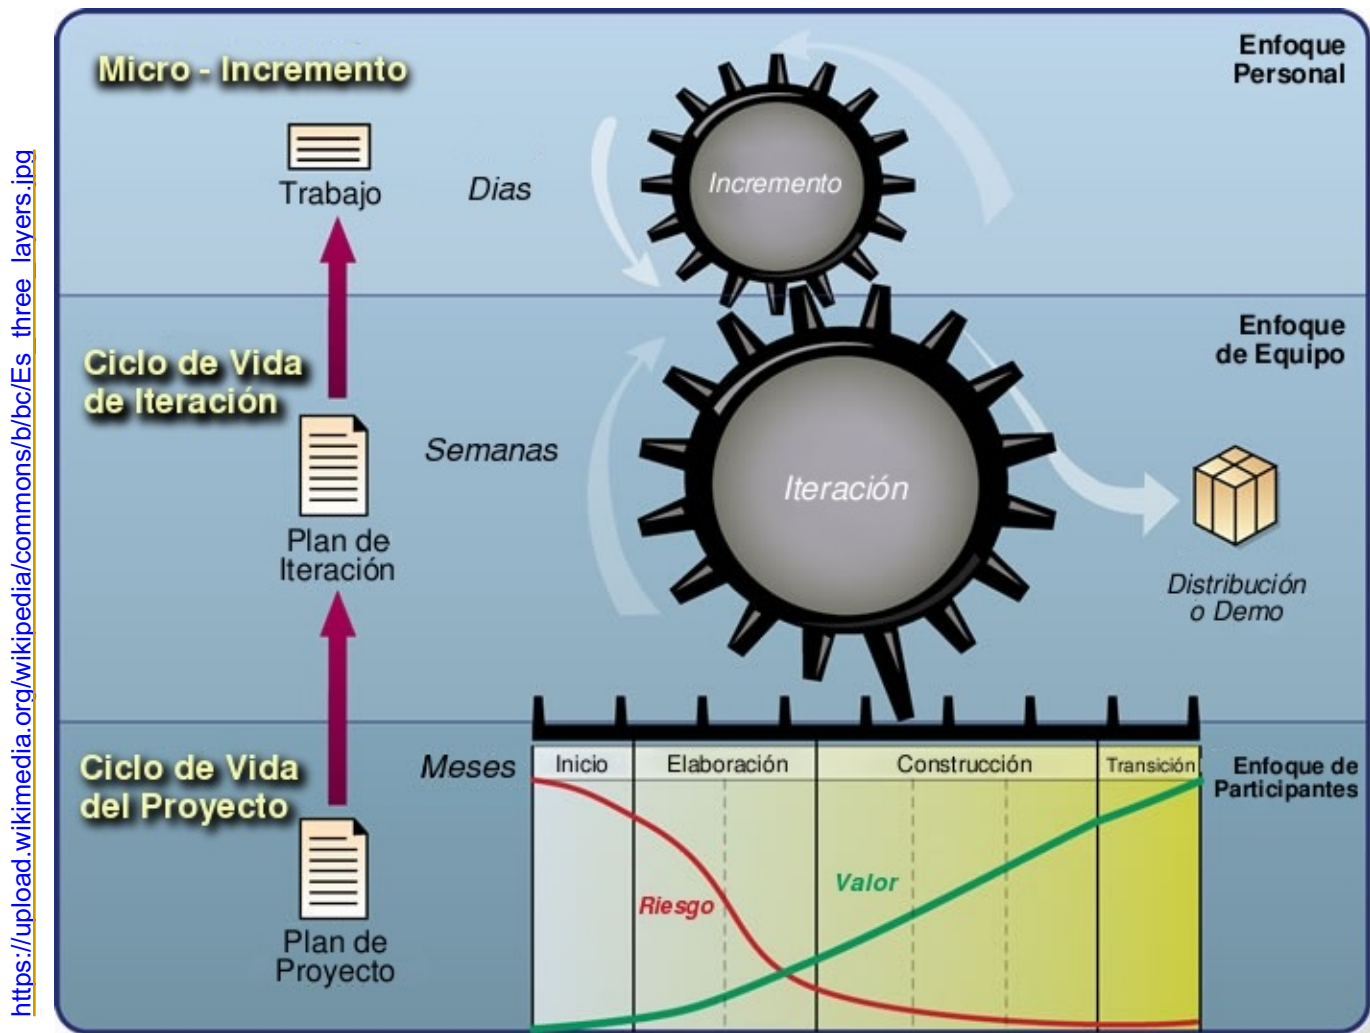 https://upload.wikimedia.org/wikipedia/commons/b/bc/Es_three_layers.jpg
Micro - Incremento
Enfoque
Personal
Trabajo
Dias
Incremento
Ciclo de Vida
de Iteración
Enfoque
de Equipo
Semanas
Iteración
Plan de
Iteración
Distribución
o Demo
Ciclo de Vida
del Proyecto
Meses
Inicio
Elaboración
Construcción
Transición
Enfoque de
Participantes
Riesgo
Valor
Plan de
Proyecto